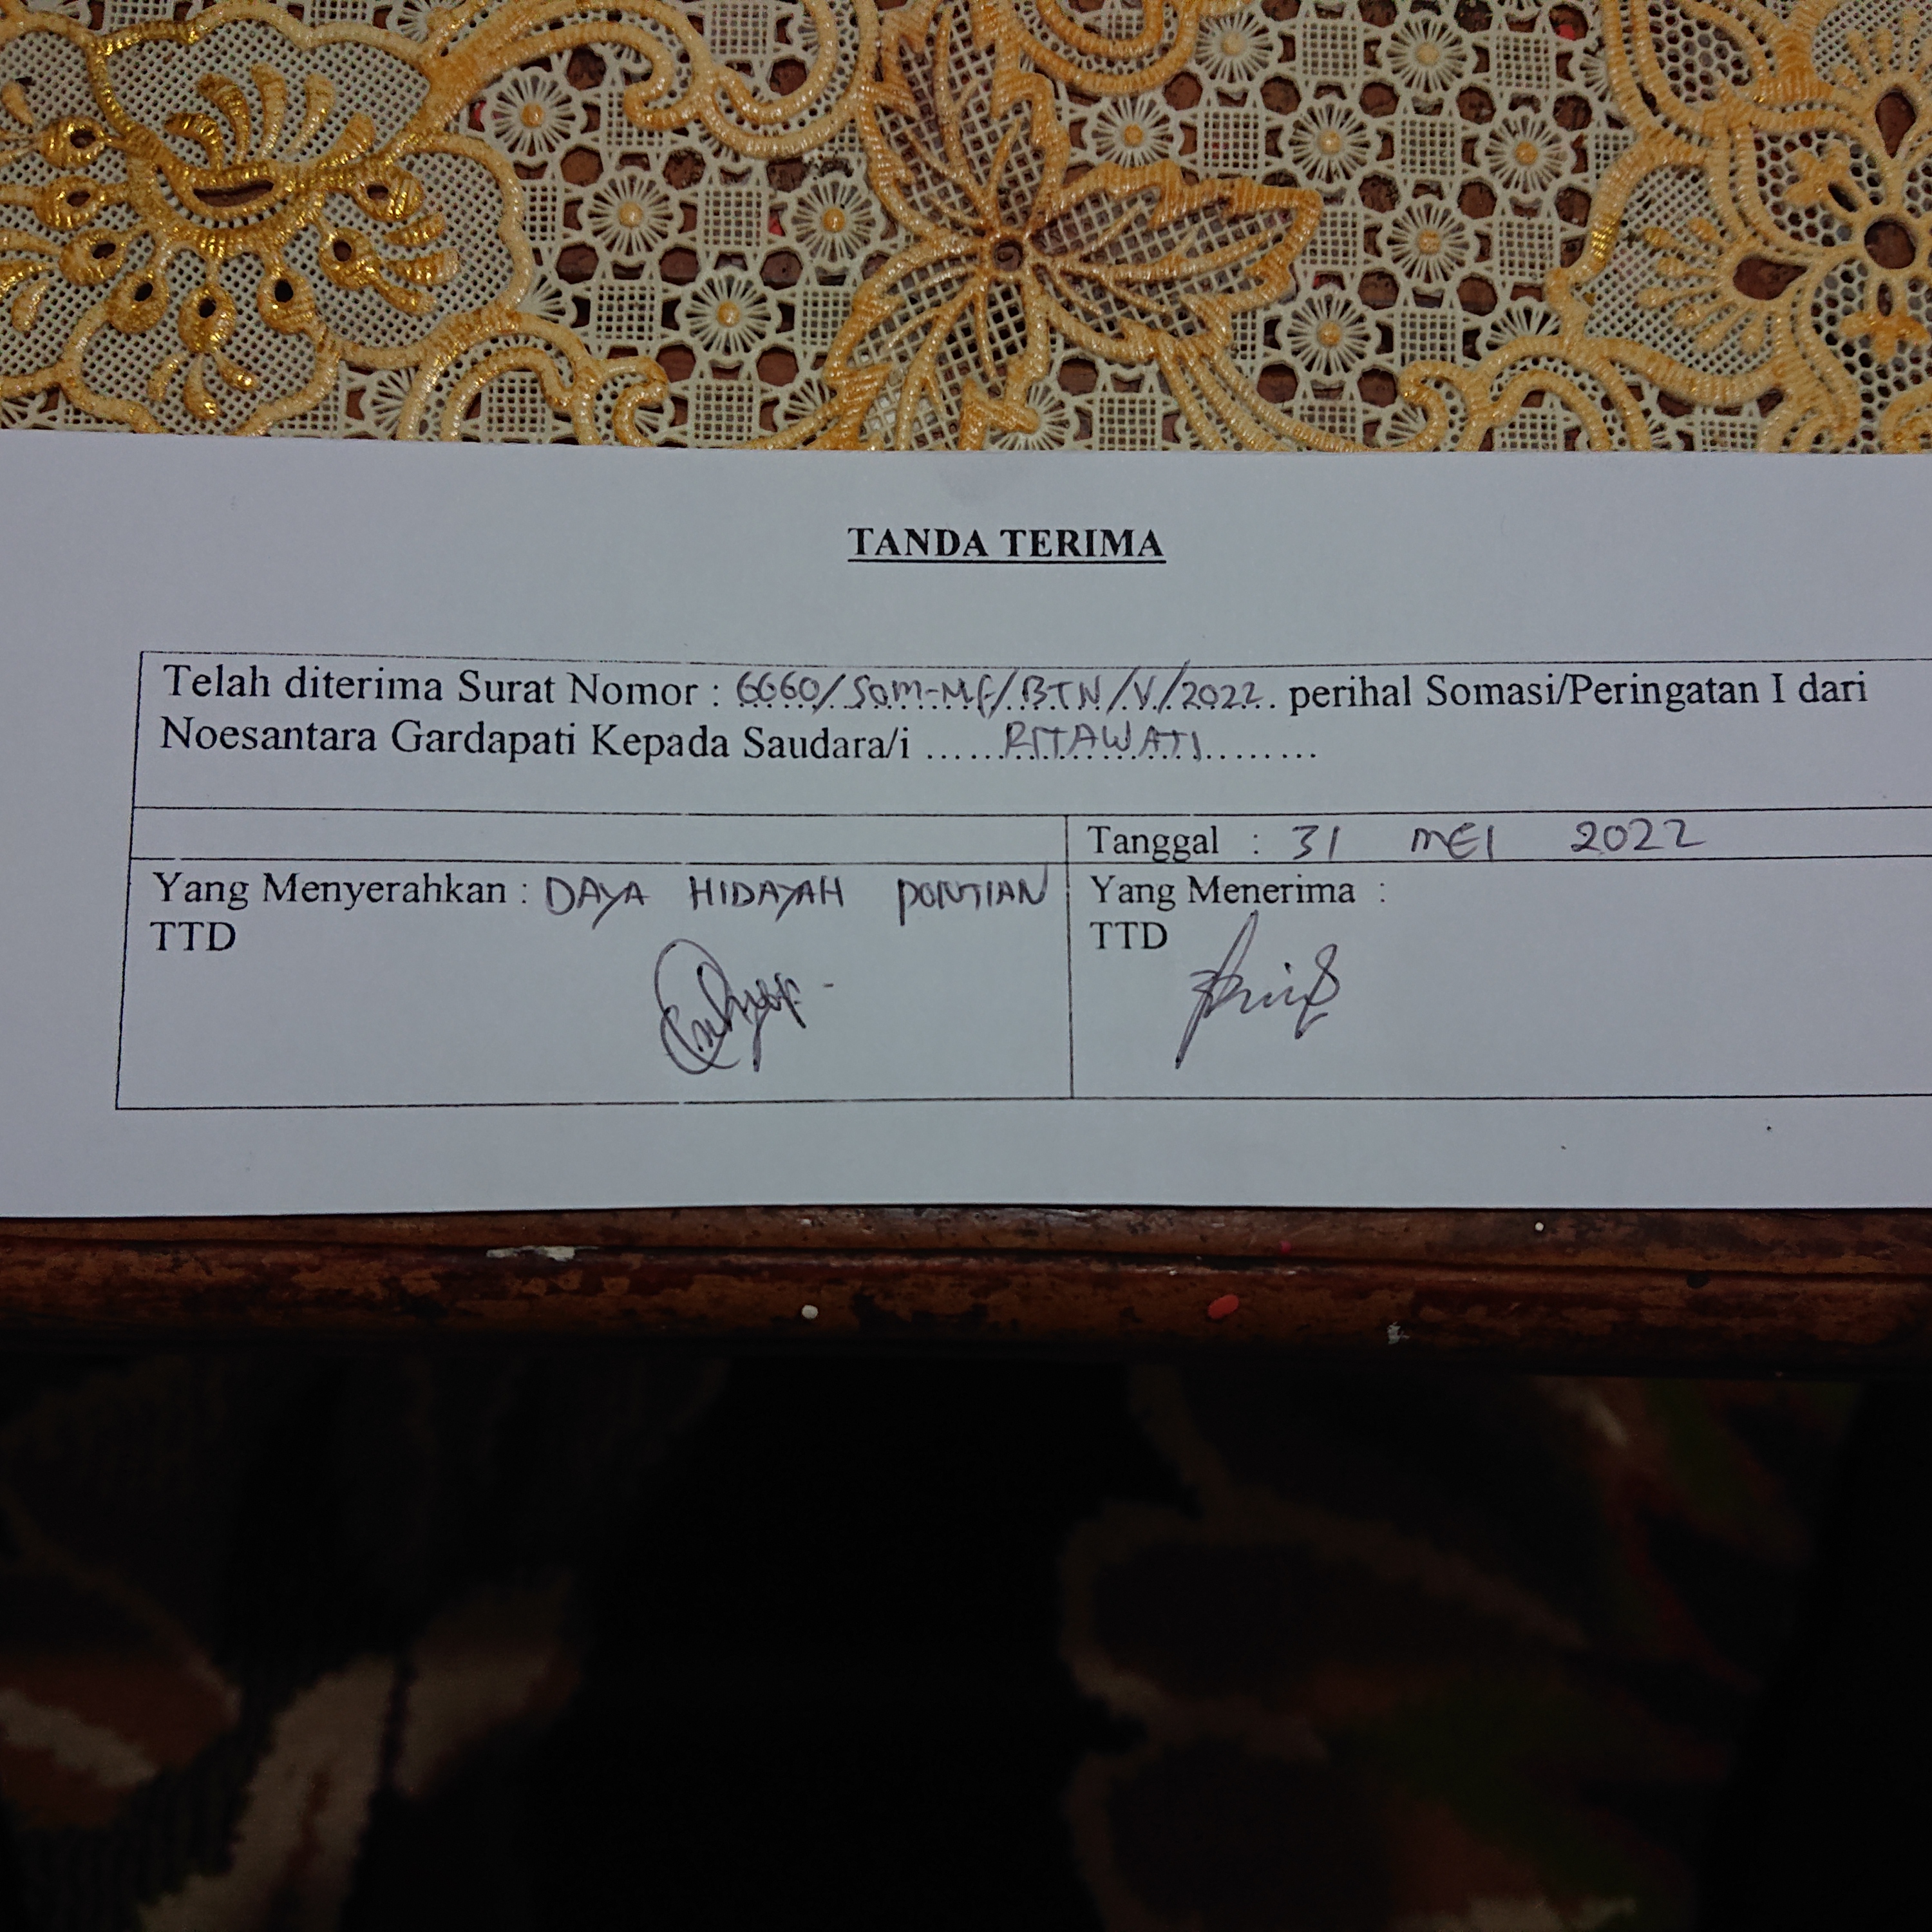 TANDA TERIMA
Telah diterima Surat Nomor : 6660/SOM-MF/BTN/V/2022. perihal Somasi/Peringatan I dari
Noesantara Gardapati Kepada Saudara/i ......RITAWATI.........
Tanggal : 31 MEI 2022
Yang Menyerahkan : DAYA HIDAYAH PONTIAN
TTD
Yang Menerima :
TTD